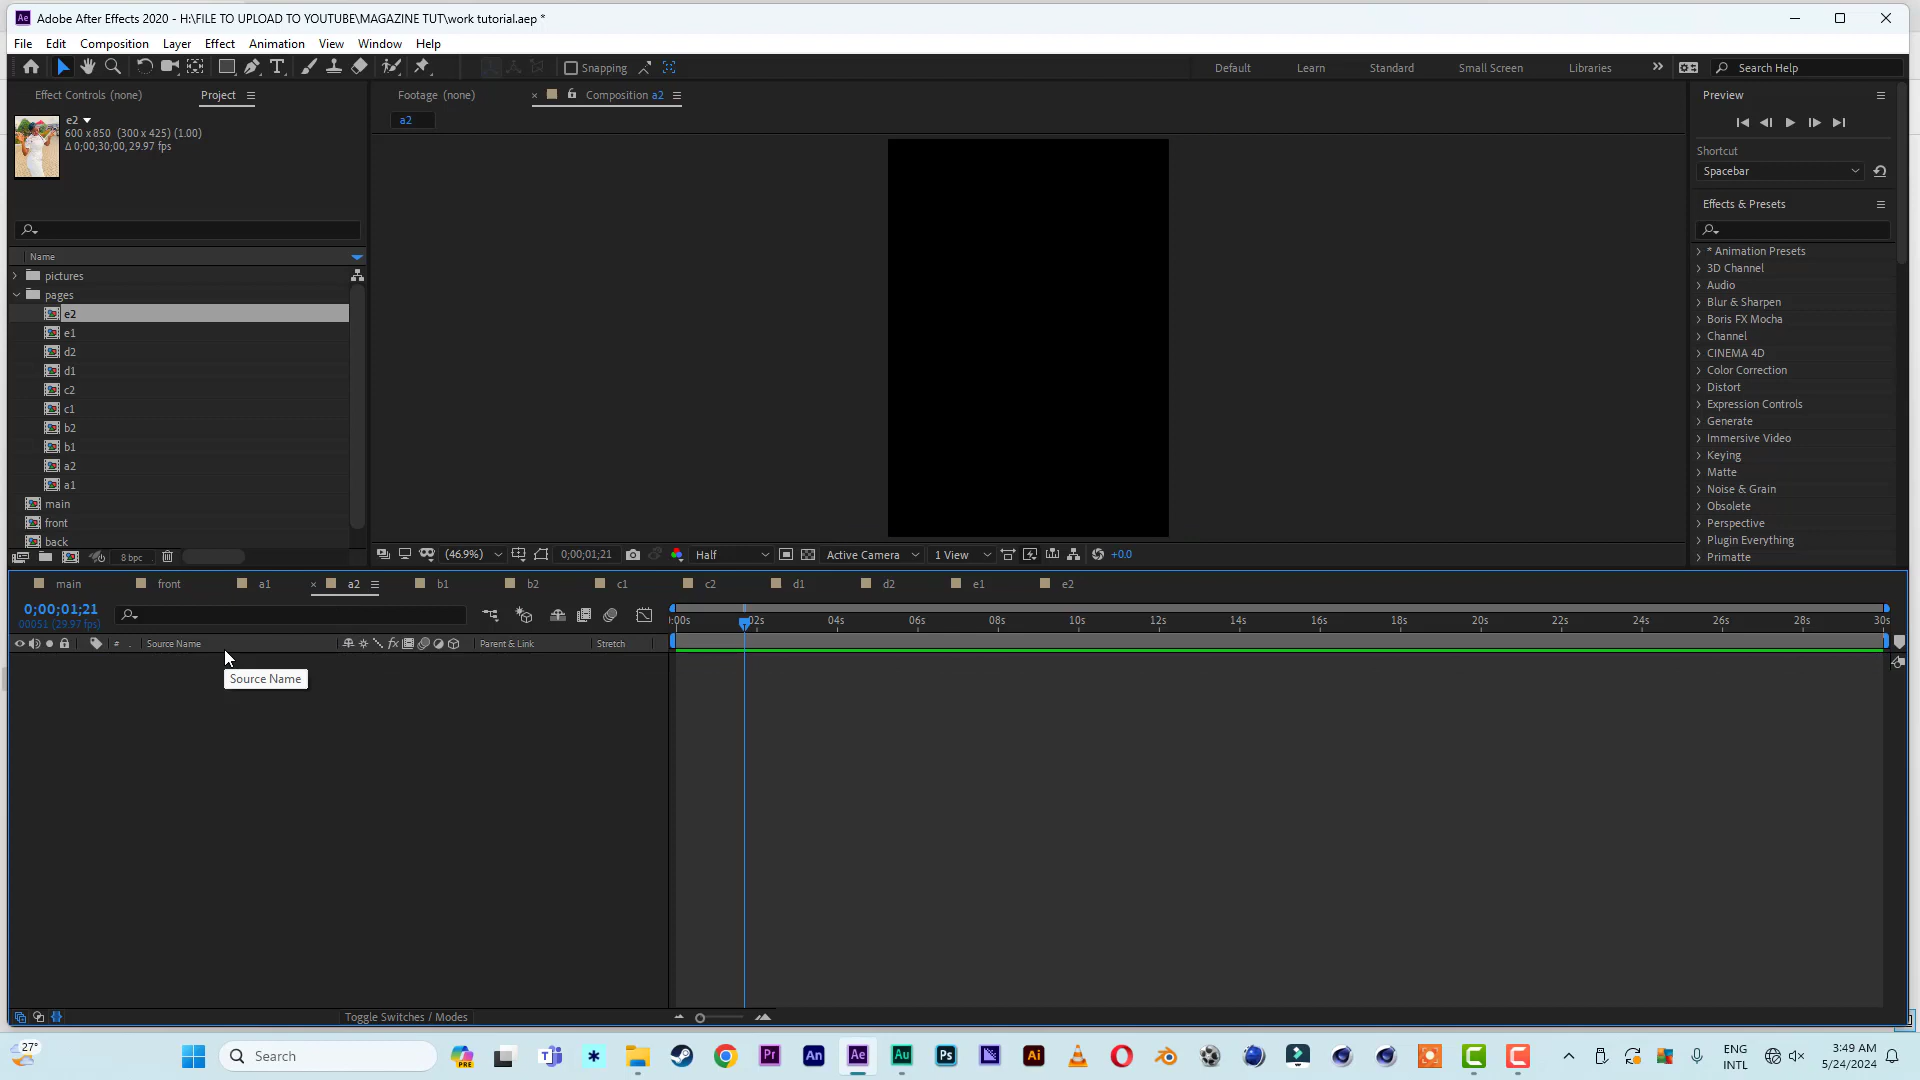 Adobe After Effects 2020 - H:\FILE TO UPLOAD TO YOUTUBE\MAGAZINE TUT\work tutorial.aep *
File Edit Composition Layer Effect Animation View Window Help
Snapping
Default Learn Standard Small Screen Libraries
Search Help
Effect Controls (none) Project
e2
600 x 850 (300 x 425) (1.00)
Δ 0;00;30;00, 29.97 fps
Name
pictures
pages
e2
e1
d2
d1
c2
c1
b2
b1
a2
a1
main
front
back
8 bpc
Footage (none) Composition a2
a2
(46.9%) 0;00;01;21 Half Active Camera 1 View +0.0
Preview
Shortcut
Spacebar
Effects & Presets
* Animation Presets
3D Channel
Audio
Blur & Sharpen
Boris FX Mocha
Channel
CINEMA 4D
Color Correction
Distort
Expression Controls
Generate
Immersive Video
Keying
Matte
Noise & Grain
Obsolete
Perspective
Plugin Everything
Primatte
main front a1 a2 b1 b2 c1 c2 d1 d2 e1 e2
0;00;01;21
00051 (29.97 fps)
# . Source Name fx Parent & Link Stretch
Source Name
:00s 02s 04s 06s 08s 10s 12s 14s 16s 18s 20s 22s 24s 26s 28s 30s
Toggle Switches / Modes
27°
Search
PRE
Pr An Ae Au Ps Ai
ENG
INTL
3:49 AM
5/24/2024